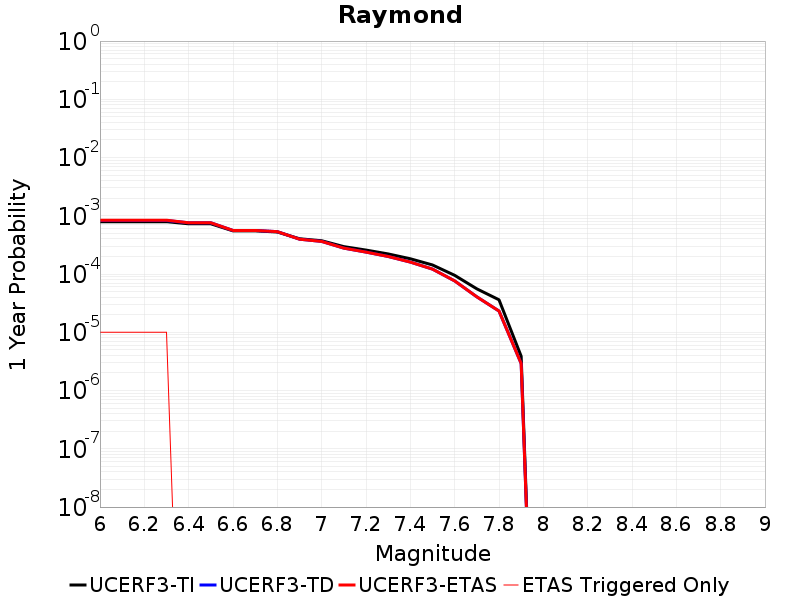 Raymond
1 Year Probability
10^0
10^-1
10^-2
10^-3
10^-4
10^-5
10^-6
10^-7
10^-8
6 6.2 6.4 6.6 6.8 7 7.2 7.4 7.6 7.8 8 8.2 8.4 8.6 8.8 9
Magnitude
UCERF3-TI UCERF3-TD UCERF3-ETAS ETAS Triggered Only